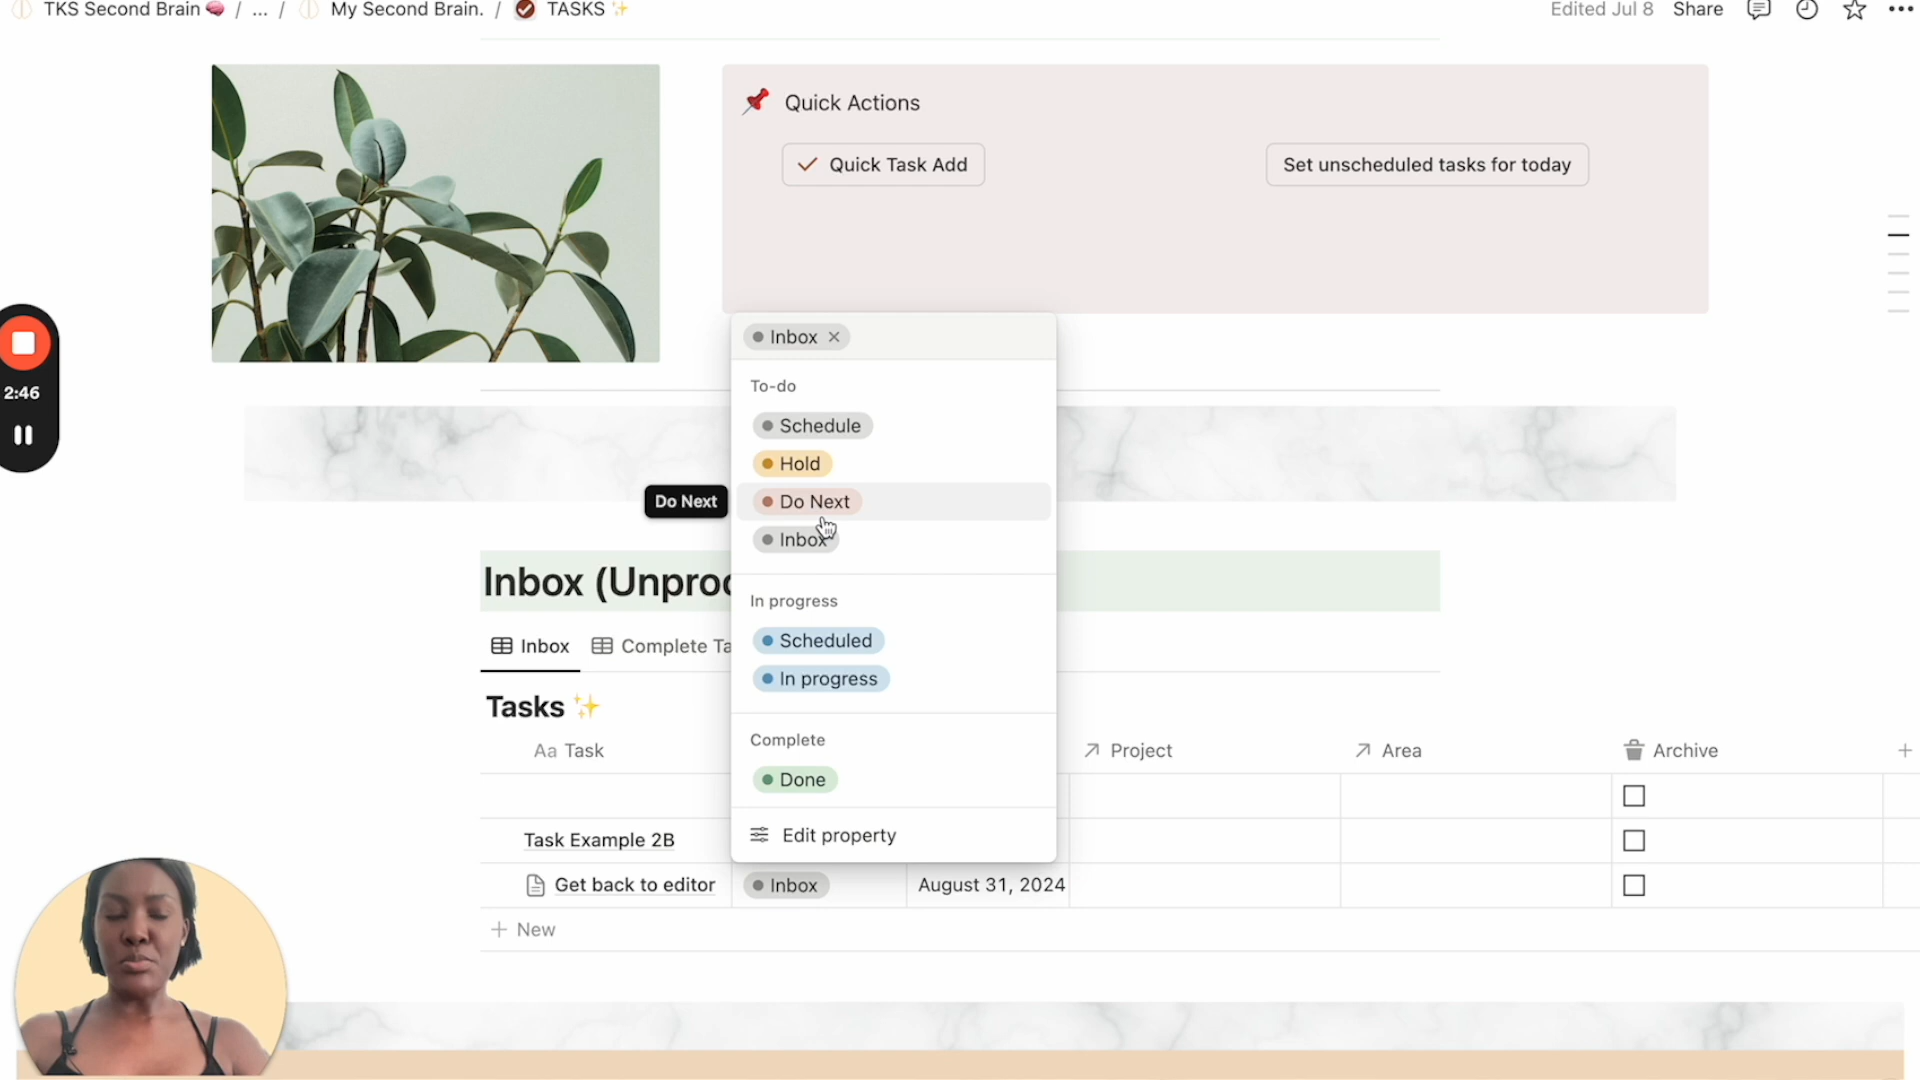 TKS Second Brain / ... / My Second Brain. / TASKS
Edited Jul 8 Share
Quick Actions
Quick Task Add
Set unscheduled tasks for today
2:46
Inbox
To-do
Schedule
Hold
Do Next
Do Next
Inbox
Inbox (Unproc
In progress
Scheduled
In progress
Inbox
Complete Ta
Tasks
Complete
Done
Edit property
Aa Task
Project
Area
Archive
Task Example 2B
Get back to editor
Inbox
August 31, 2024
New